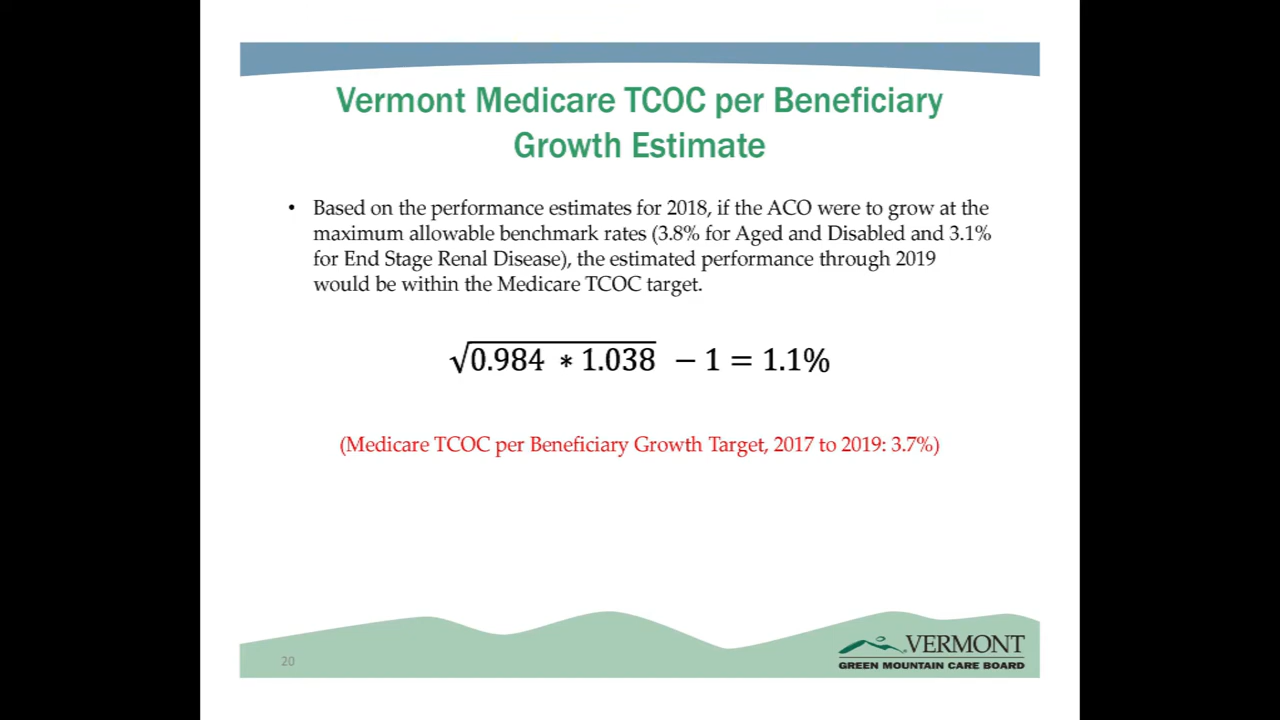 Vermont Medicare TCOC per Beneficiary
Growth Estimate
• Based on the performance estimates for 2018, if the ACO were to grow at the
maximum allowable benchmark rates (3.8% for Aged and Disabled and 3.1%
for End Stage Renal Disease), the estimated performance through 2019
would be within the Medicare TCOC target.
√0.984 * 1.038 − 1 = 1.1%
(Medicare TCOC per Beneficiary Growth Target, 2017 to 2019: 3.7%)
20
VERMONT
GREEN MOUNTAIN CARE BOARD